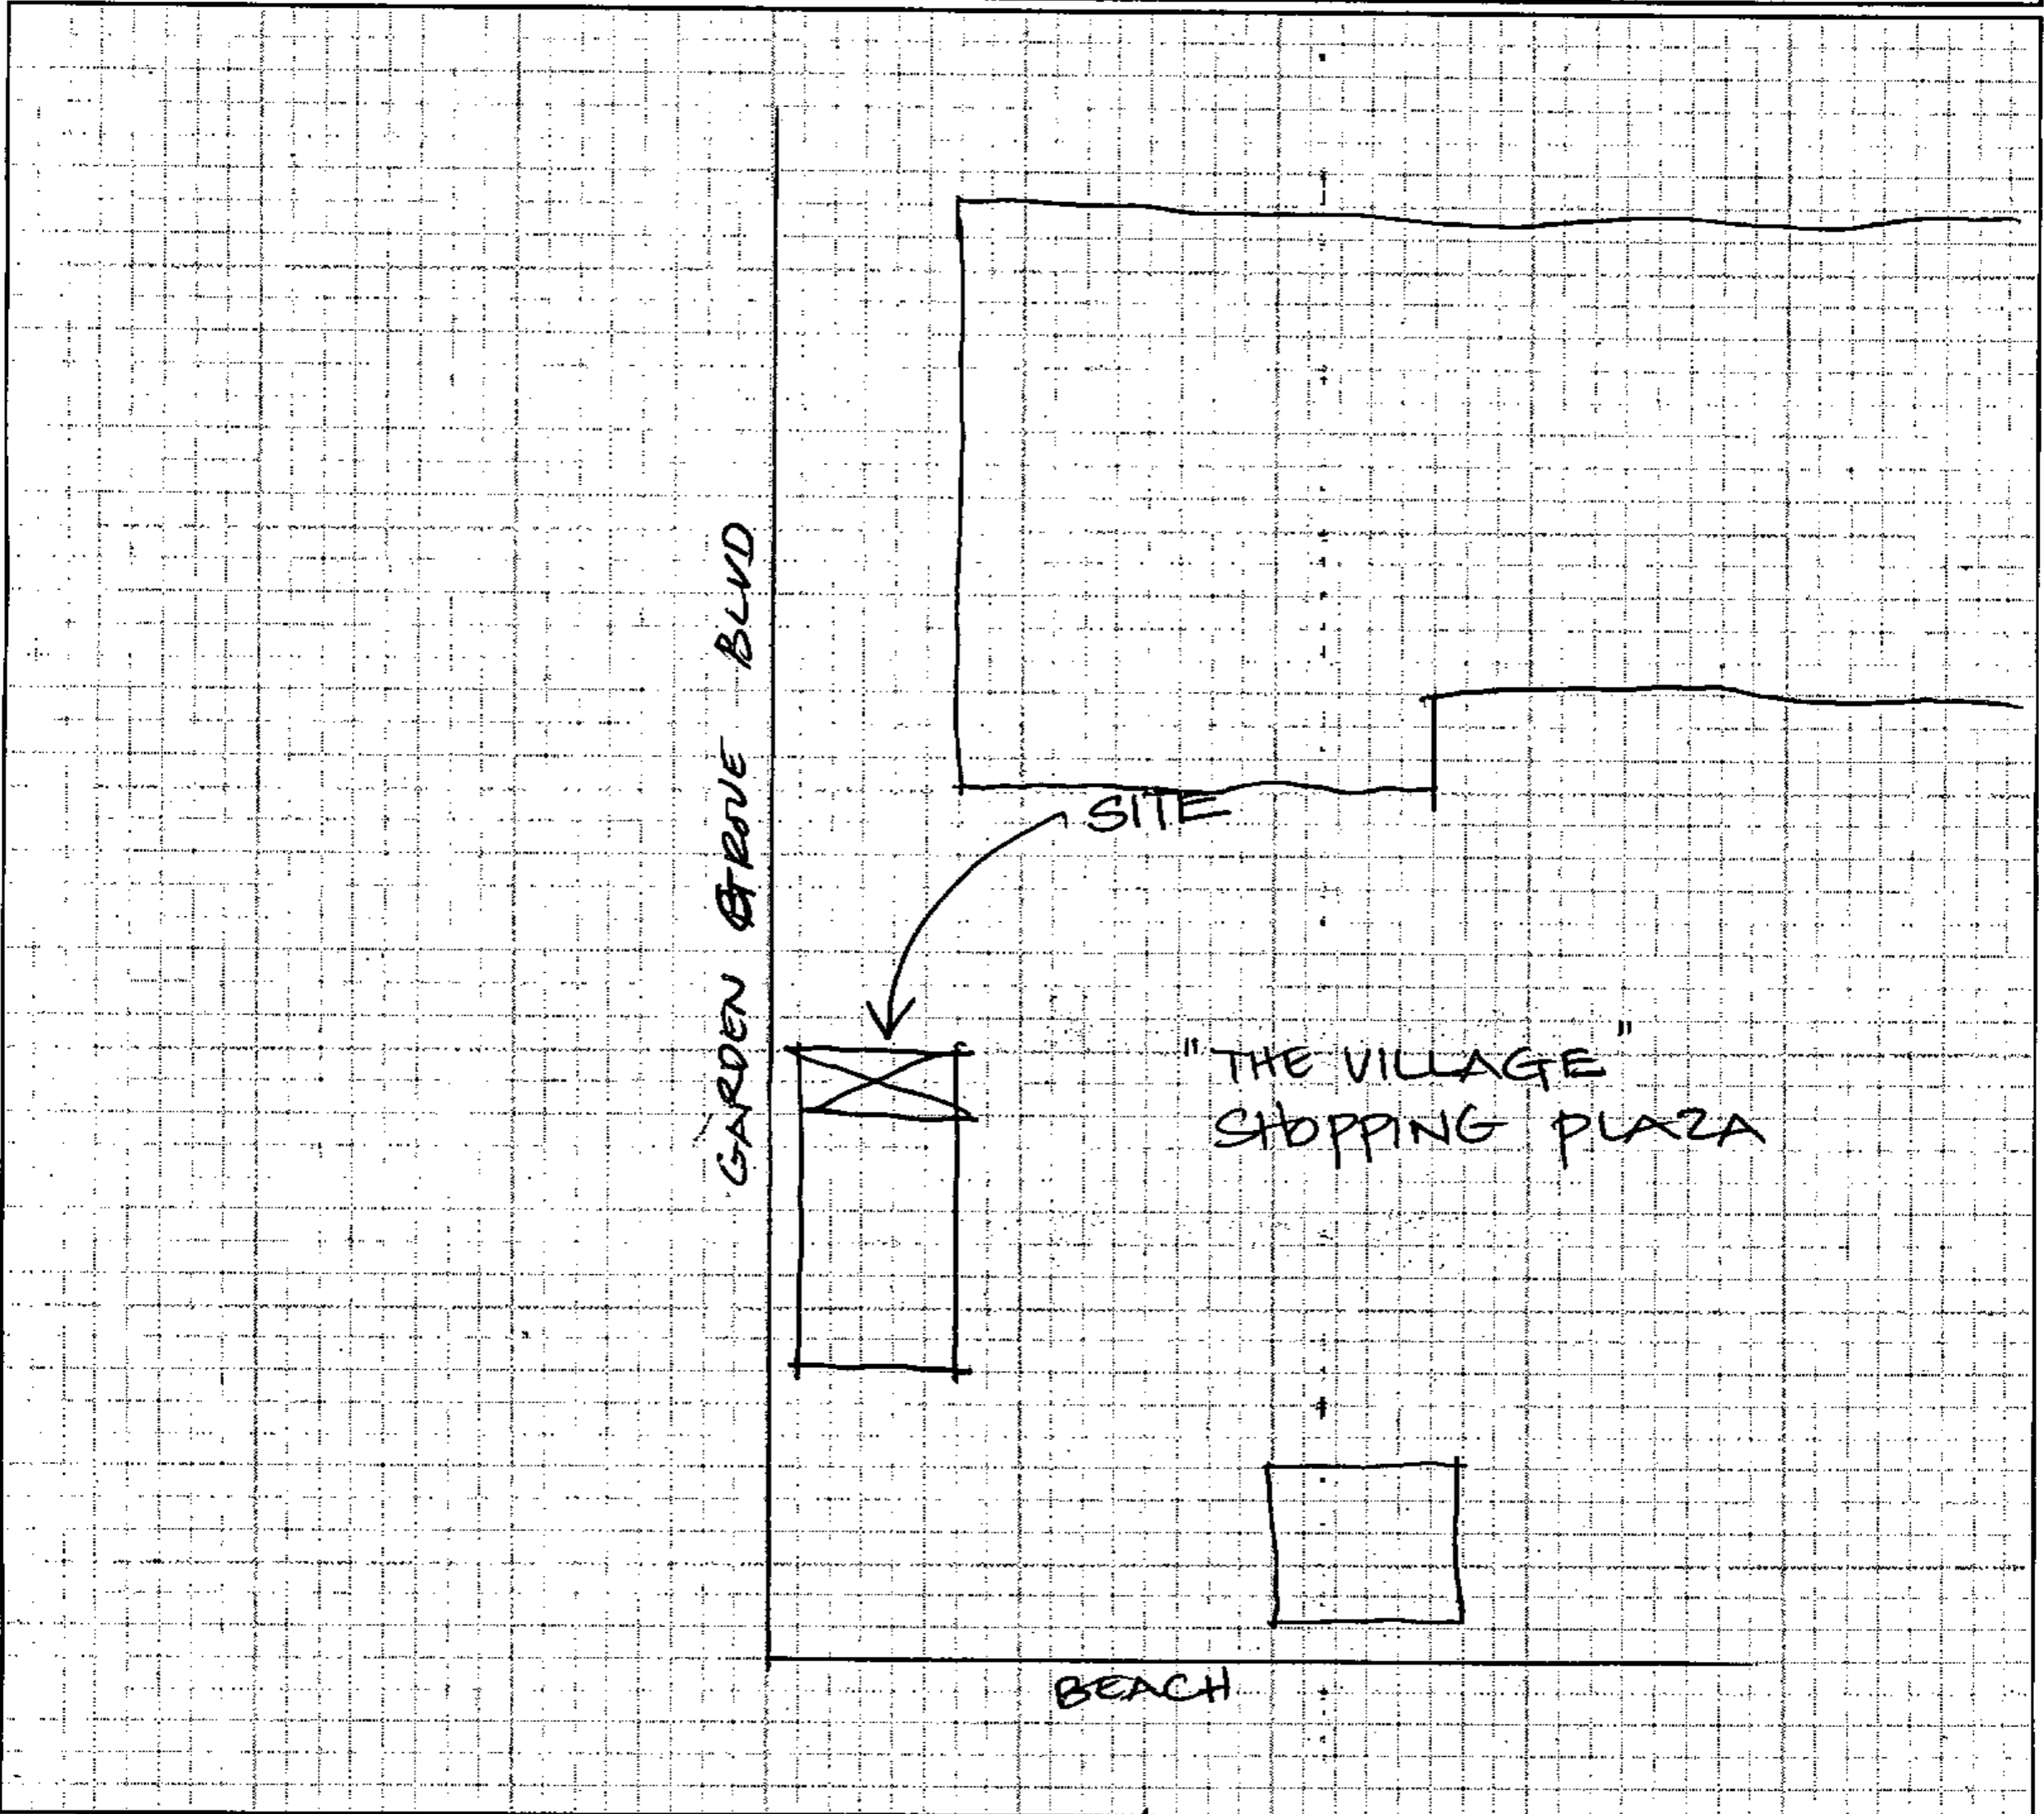 GARDEN GROVE BLVD
SITE
"THE VILLAGE"
SHOPPING PLAZA
BEACH